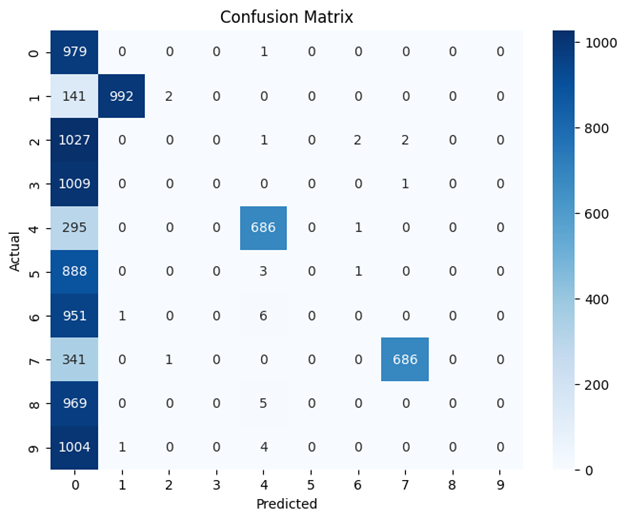 Confusion Matrix
0 979 0 0 0 1 0 0 0 0 0
1 141 992 2 0 0 0 0 0 0 0
2 1027 0 0 0 1 0 2 2 0 0
3 1009 0 0 0 0 0 0 1 0 0
4 295 0 0 0 686 0 1 0 0 0
5 888 0 0 0 3 0 1 0 0 0
6 951 1 0 0 6 0 0 0 0 0
7 341 0 1 0 0 0 0 686 0 0
8 969 0 0 0 5 0 0 0 0 0
9 1004 1 0 0 4 0 0 0 0 0
0 1 2 3 4 5 6 7 8 9
Predicted
Actual
1000
800
600
400
200
0